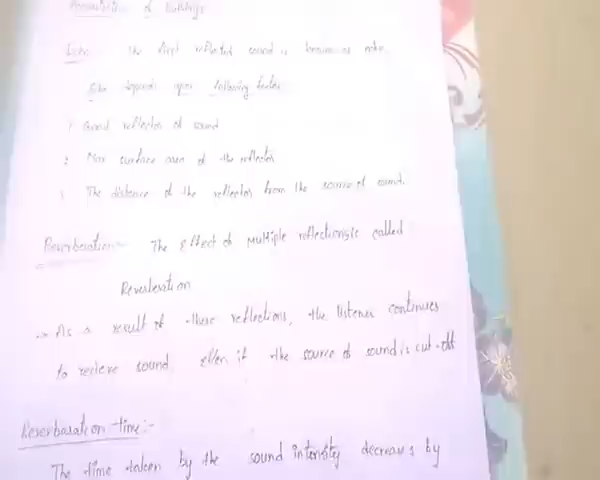 of Buildings
Echo:- The first reflected sound is known as echo.
Echo depends upon following factors
1. Good reflector of sound
2. Max surface area of the reflector
The distance of the reflector from the source of sound.
Reverberation:- The Effect of Multiple reflections is called
Reverberation
→ As a result of these reflections, the listener continues
to recieve sound even if the source of sound is cut-off
Reverberation time:-
The time taken by the sound intensity decreases by